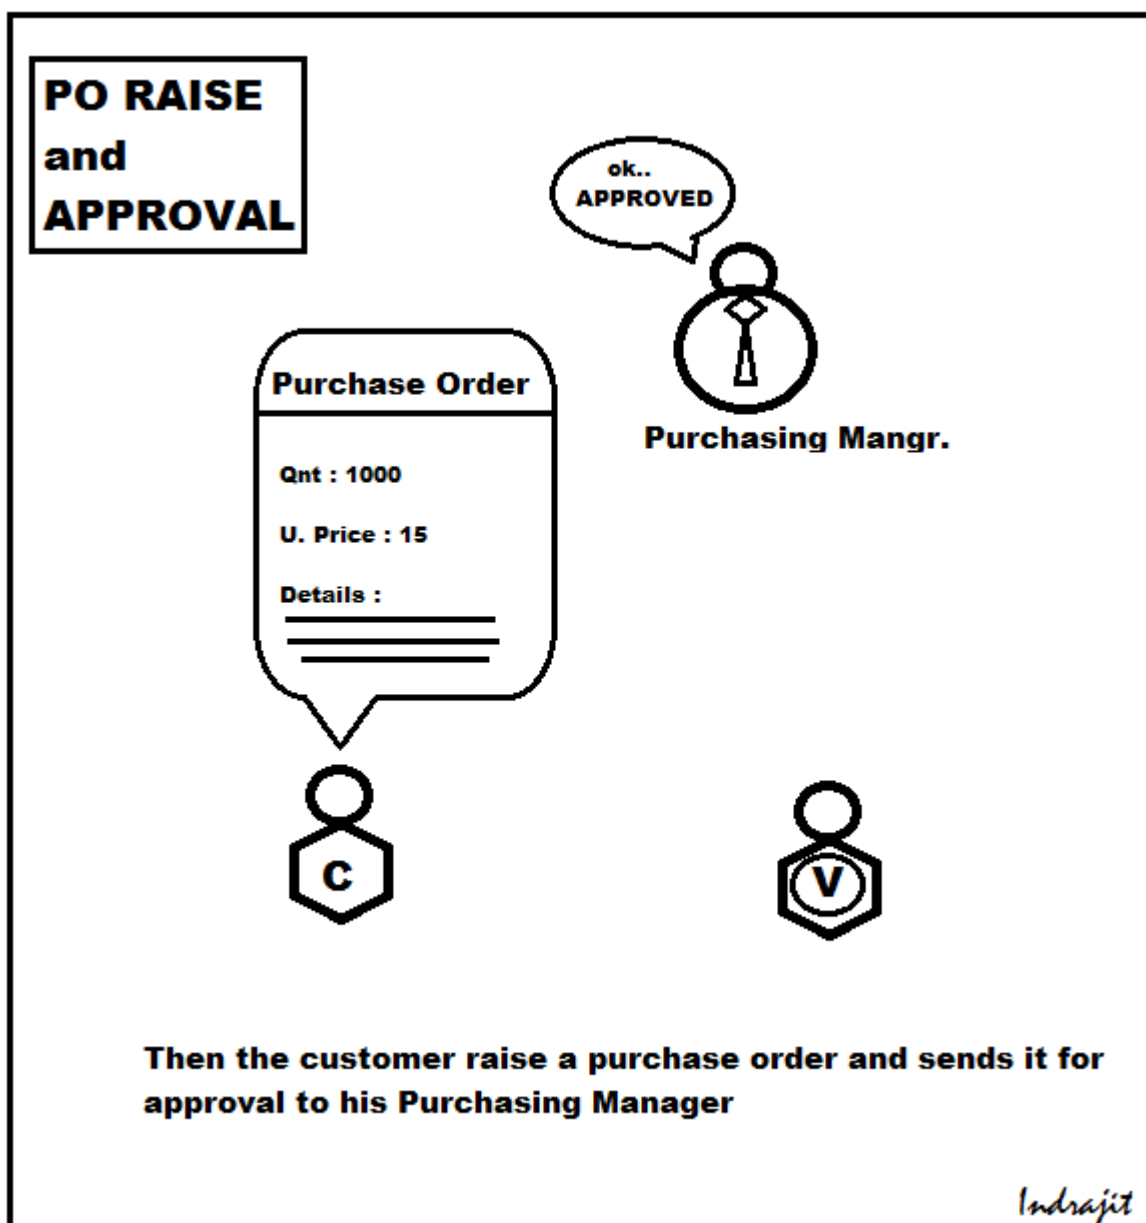 PO RAISE
and
APPROVAL
ok..
APPROVED
Purchasing Mangr.
Purchase Order
Qnt : 1000
U. Price : 15
Details :
C
V
Then the customer raise a purchase order and sends it for
approval to his Purchasing Manager
Indrajit